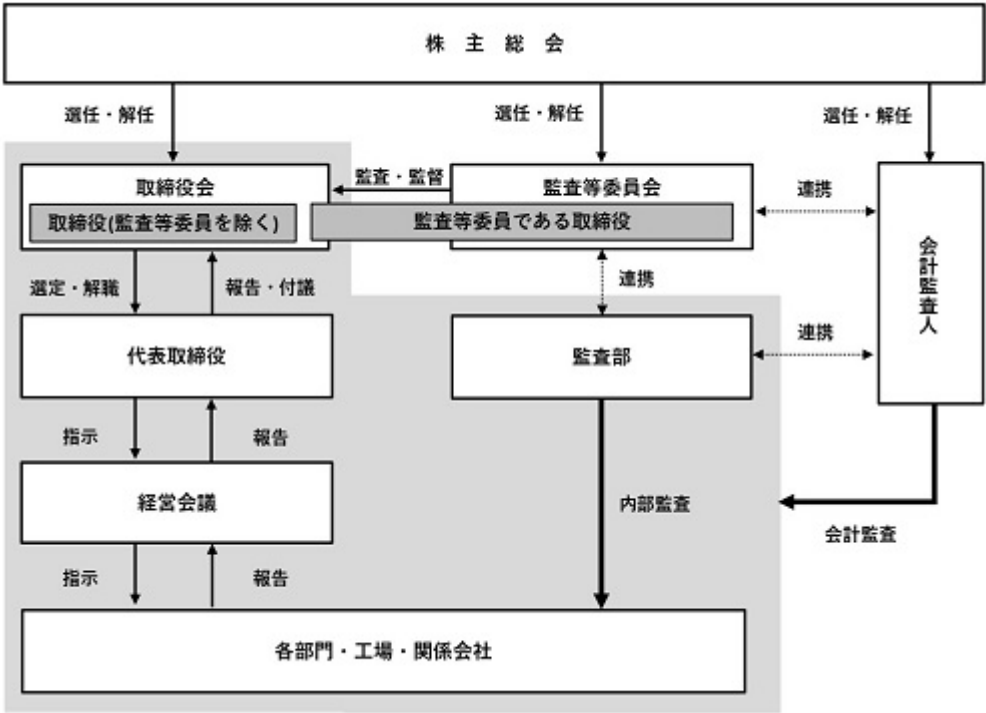 株 主 総 会
選任・解任
選任・解任
選任・解任
取締役会
監査・監督
監査等委員会
連携
取締役(監査等委員を除く)
監査等委員である取締役
会計監査人
選定・解職
報告・付議
連携
代表取締役
監査部
連携
指示
報告
経営会議
内部監査
会計監査
指示
報告
各部門・工場・関係会社